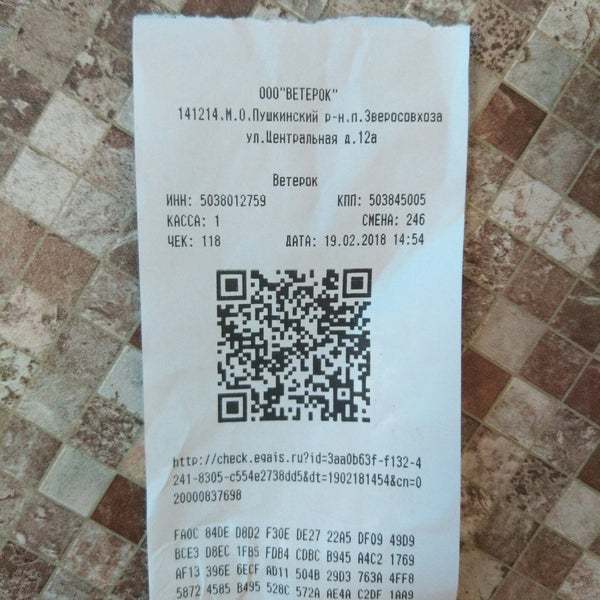 ООО"ВЕТЕРОК"
141214,М.О,Пушкинский р-н,п.Зверосовхоза
ул.Центральная д.12а
Ветерок
ИНН: 5038012759 КПП: 503845005
КАССА: 1 СМЕНА: 246
ЧЕК: 118 ДАТА: 19.02.2018 14:54
http://check.egais.ru?id=3aa0b63f-f132-4
241-8305-c554e2738dd5&dt=1902181454&cn=0
20000837698
FA0C 84DE D8D2 F30E DE27 22A5 DF09 49D9
BCE3 D8EC 1FB5 FDB4 CDBC B945 A4C2 1769
AF13 396E 6ECF AD11 504B 29D3 763A 4FF8
5872 4585 B495 528C 572A AE4A C2DF 1AA9